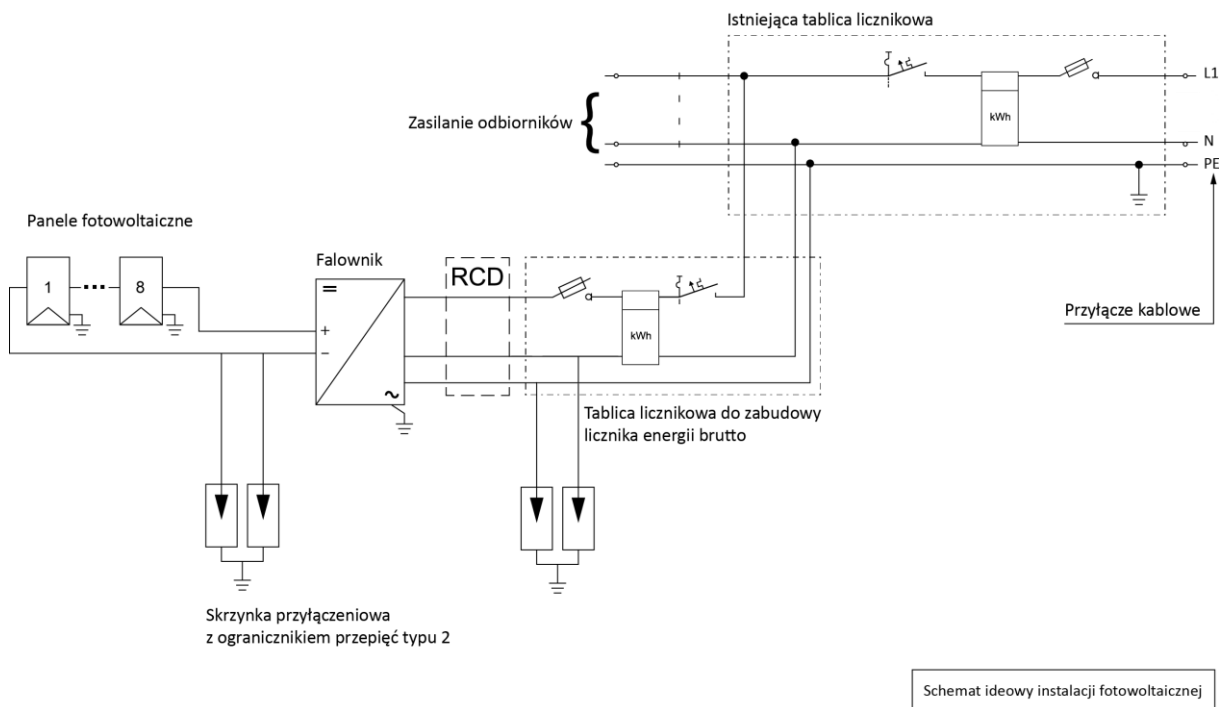 Istniejąca tablica licznikowa
L1
kWh
Zasilanie odbiorników
N
PE
Panele fotowoltaiczne
Falownik
RCD
1
8
kWh
Przyłącze kablowe
Tablica licznikowa do zabudowy
licznika energii brutto
Skrzynka przyłączeniowa
z ogranicznikiem przepięć typu 2
Schemat ideowy instalacji fotowoltaicznej